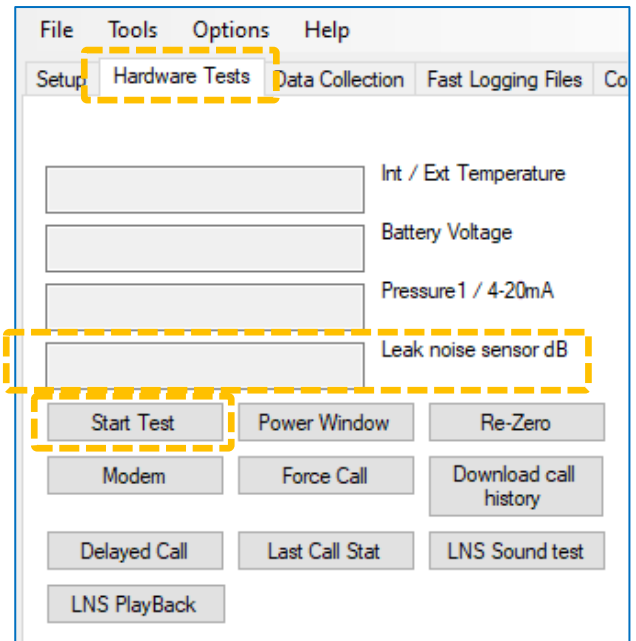 File Tools Options Help
Setup Hardware Tests Data Collection Fast Logging Files Co
Int / Ext Temperature
Battery Voltage
Pressure1 / 4-20mA
Leak noise sensor dB
Start Test Power Window Re-Zero
Modem Force Call Download call
history
Delayed Call Last Call Stat LNS Sound test
LNS PlayBack